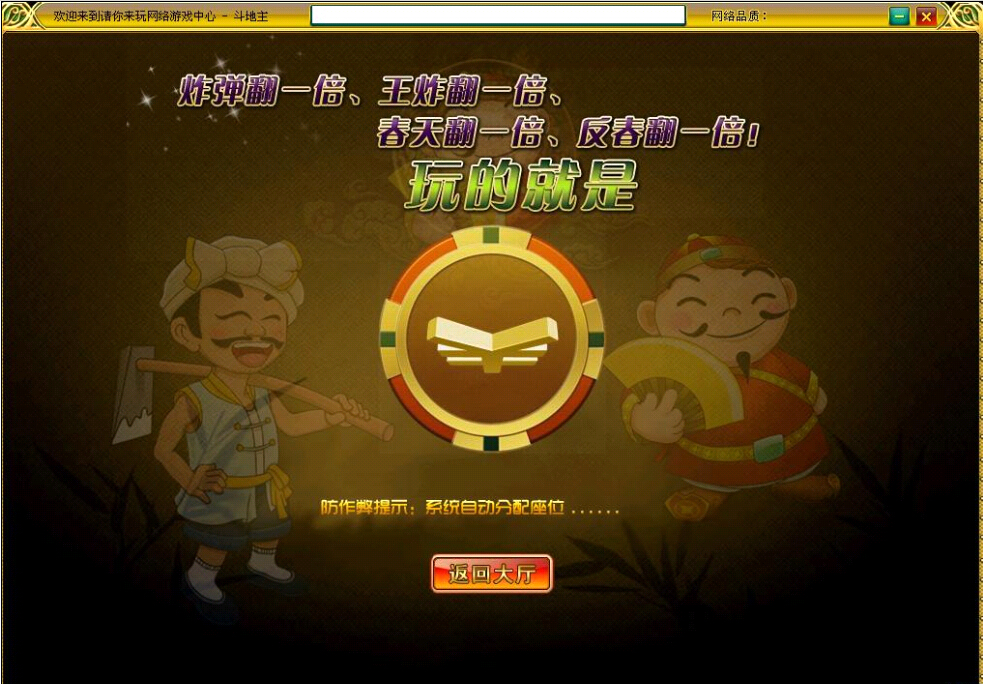 欢迎来到请你来玩网络游戏中心 - 斗地主
网络品质：
炸弹翻一倍、王炸翻一倍、
春天翻一倍、反春翻一倍！
玩的就是
防作弊提示：系统自动分配座位 ......
返回大厅